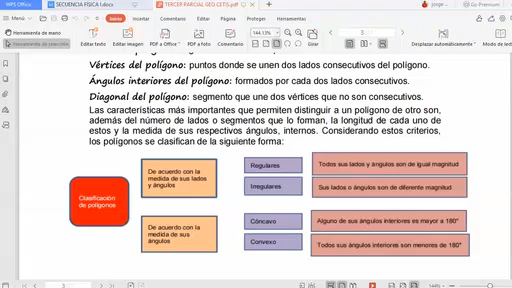 WPS Office
SECUENCIA FÍSICA I.docx
TERCER PARCIAL GEO CETIS.pdf
jorge ...
Go Premium
Menú
Inicio
Insertar
Comentario
Editar
Página
Proteger
Herramientas
Herramienta de mano
Herramienta de selección
Editar texto
Editar imagen
PDF a Office
PDF a foto
Comentario
Resaltar
Rotar documentos
144.13%
3
Desplazar automáticamente
Modo de lect
Vértices del polígono: puntos donde se unen dos lados consecutivos del polígono.
Ángulos interiores del polígono: formados por cada dos lados consecutivos.
Diagonal del polígono: segmento que une dos vértices que no son consecutivos.
Las características más importantes que permiten distinguir a un polígono de otro son,
además del número de lados o segmentos que lo forman, la longitud de cada uno de
estos y la medida de sus respectivos ángulos, internos. Considerando estos criterios,
los polígonos se clasifican de la siguiente forma:
Clasificación
de polígonos
De acuerdo con la
medida de sus lados
y ángulos
Regulares
Todos sus lados y ángulos son de igual magnitud
Irregulares
Sus lados o ángulos son de diferente magnitud
De acuerdo con la
medida de sus
ángulos
Cóncavo
Alguno de sus ángulos interiores es mayor a 180°
Convexo
Todos sus ángulos interiores son menores de 180°
3
144%